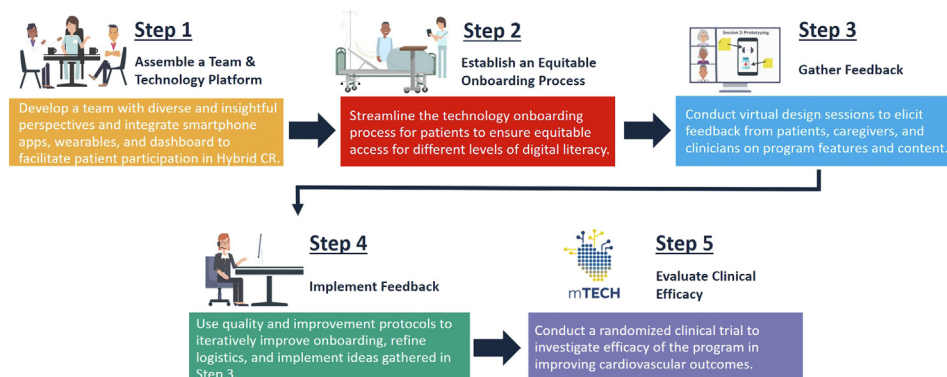 Step 1
Assemble a Team &
Technology Platform
Develop a team with diverse and insightful
perspectives and integrate smartphone
apps, wearables, and dashboard to
facilitate patient participation in Hybrid CR.
Step 2
Establish an Equitable
Onboarding Process
Streamline the technology onboarding
process for patients to ensure equitable
access for different levels of digital literacy.
Session 2: Prototyping
Step 3
Gather Feedback
Conduct virtual design sessions to elicit
feedback from patients, caregivers, and
clinicians on program features and content.
Step 4
Implement Feedback
Use quality and improvement protocols to
iteratively improve onboarding, refine
logistics, and implement ideas gathered in
Step 3.
mTECH
Step 5
Evaluate Clinical
Efficacy
Conduct a randomized clinical trial to
investigate efficacy of the program in
improving cardiovascular outcomes.